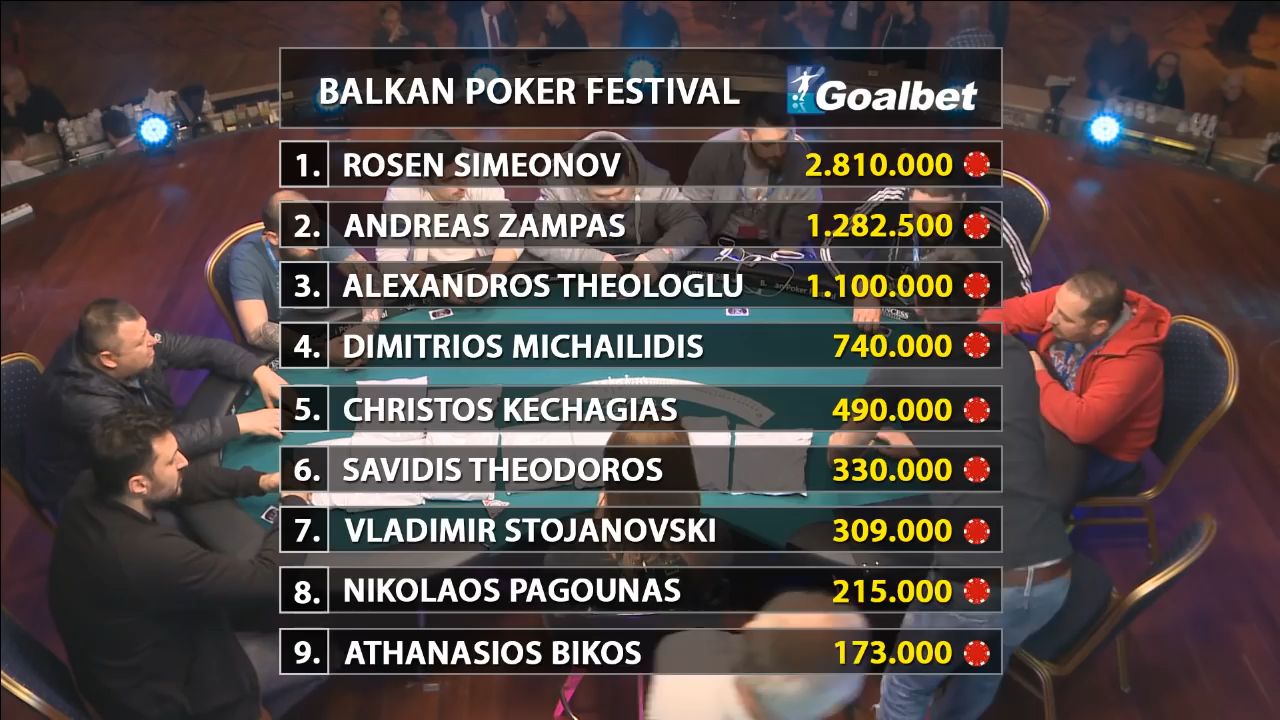 BALKAN POKER FESTIVAL Goalbet
1. ROSEN SIMEONOV 2.810.000
2. ANDREAS ZAMPAS 1.282.500
3. ALEXANDROS THEOLOGLU 1.100.000
4. DIMITRIOS MICHAILIDIS 740.000
5. CHRISTOS KECHAGIAS 490.000
6. SAVIDIS THEODOROS 330.000
7. VLADIMIR STOJANOVSKI 309.000
8. NIKOLAOS PAGOUNAS 215.000
9. ATHANASIOS BIKOS 173.000